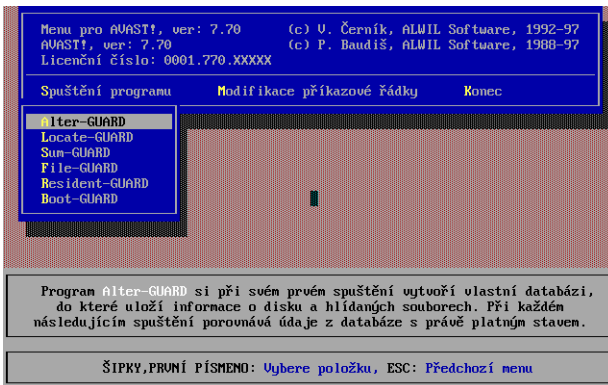 Menu pro AVAST!, ver: 7.70 (c) V. Černík, ALWIL Software, 1992-97
AVAST!, ver: 7.70 (c) P. Baudiš, ALWIL Software, 1988-97
Licenční číslo: 0001.770.XXXXX
Spuštění programu Modifikace příkazové řádky Konec
Alter-GUARD
Locate-GUARD
Sum-GUARD
File-GUARD
Resident-GUARD
Boot-GUARD
Program Alter-GUARD si při svém prvém spuštění vytvoří vlastní databázi,
do které uloží informace o disku a hlídaných souborech. Při každém
následujícím spuštění porovnává údaje z databáze s právě platným stavem.
ŠIPKY,PRVNÍ PÍSMENO: Vybere položku, ESC: Předchozí menu